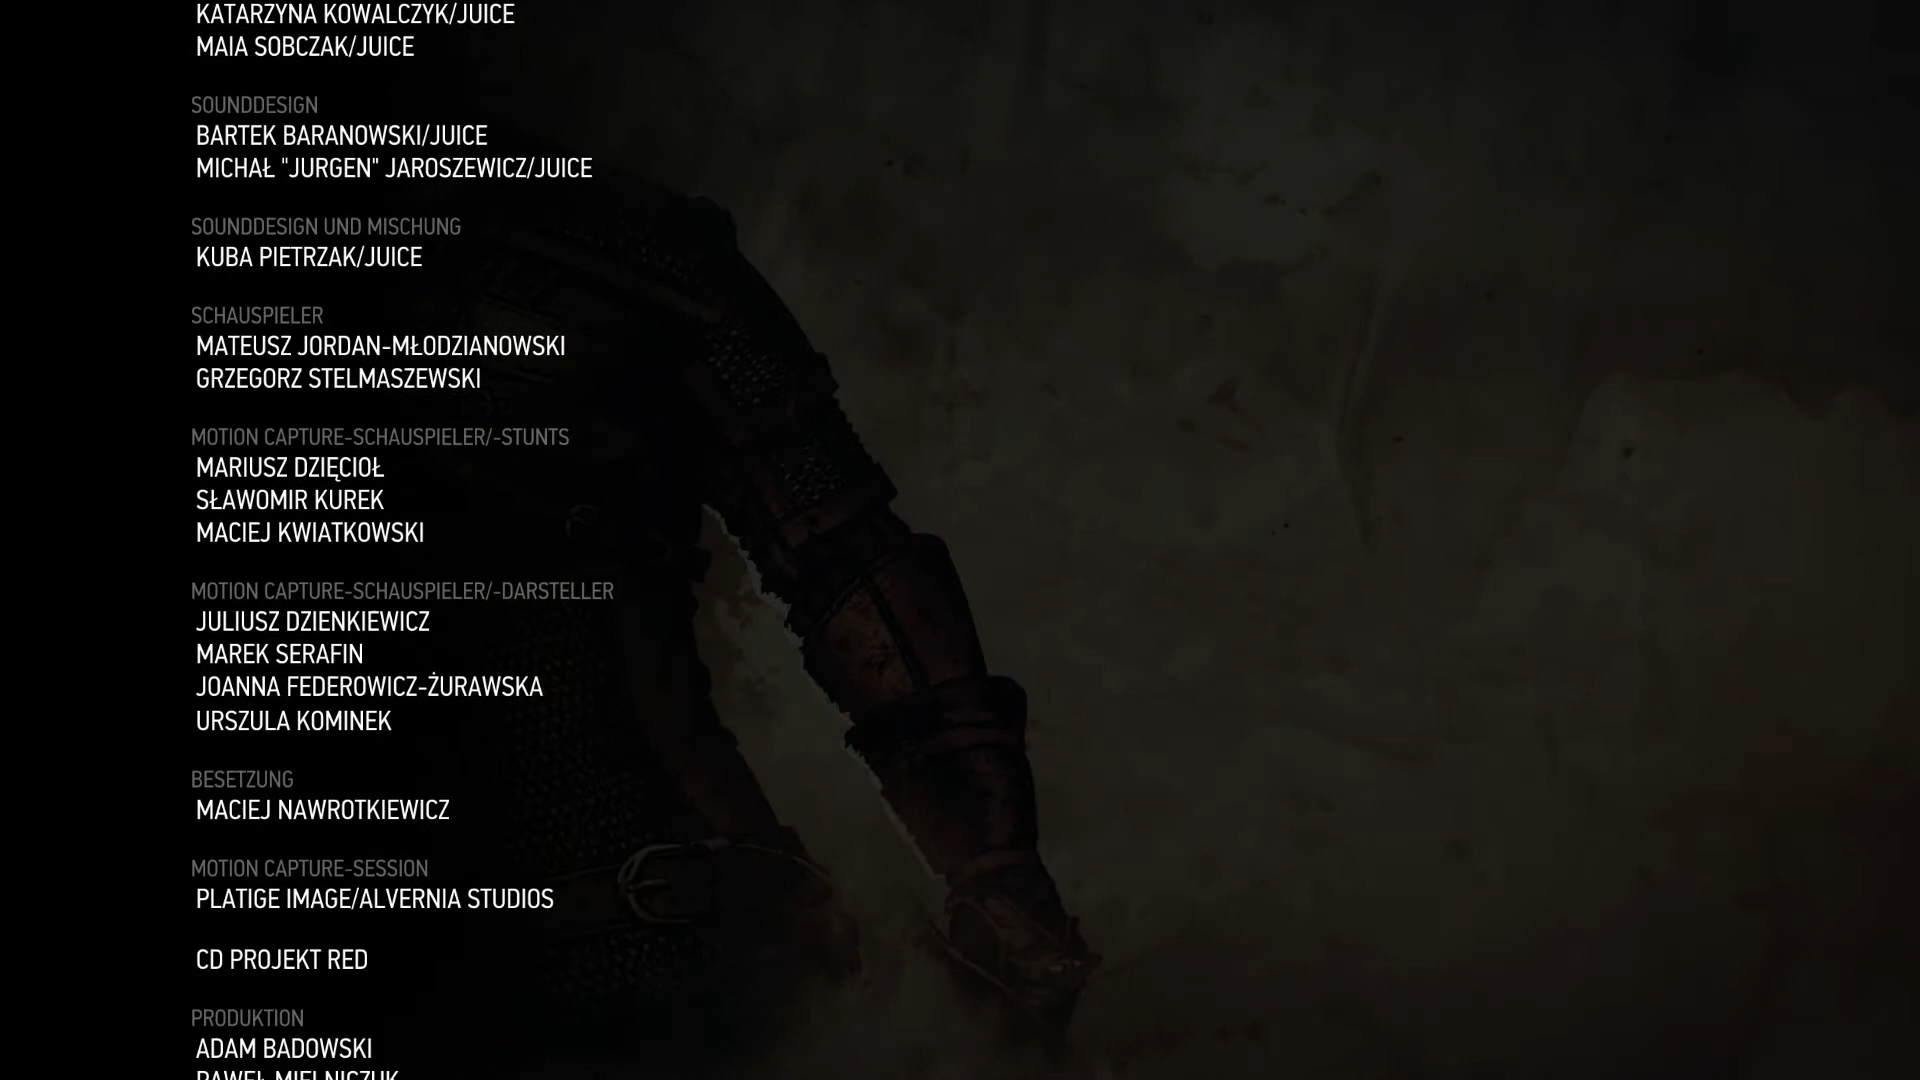 KATARZYNA KOWALCZYK/JUICE
MAIA SOBCZAK/JUICE
SOUNDDESIGN
BARTEK BARANOWSKI/JUICE
MICHAŁ "JURGEN" JAROSZEWICZ/JUICE
SOUNDDESIGN UND MISCHUNG
KUBA PIETRZAK/JUICE
SCHAUSPIELER
MATEUSZ JORDAN-MŁODZIANOWSKI
GRZEGORZ STELMASZEWSKI
MOTION CAPTURE-SCHAUSPIELER/-STUNTS
MARIUSZ DZIĘCIOŁ
SŁAWOMIR KUREK
MACIEJ KWIATKOWSKI
MOTION CAPTURE-SCHAUSPIELER/-DARSTELLER
JULIUSZ DZIENKIEWICZ
MAREK SERAFIN
JOANNA FEDEROWICZ-ŻURAWSKA
URSZULA KOMINEK
BESETZUNG
MACIEJ NAWROTKIEWICZ
MOTION CAPTURE-SESSION
PLATIGE IMAGE/ALVERNIA STUDIOS
CD PROJEKT RED
PRODUKTION
ADAM BADOWSKI
PAWEŁ MIELNICZUK